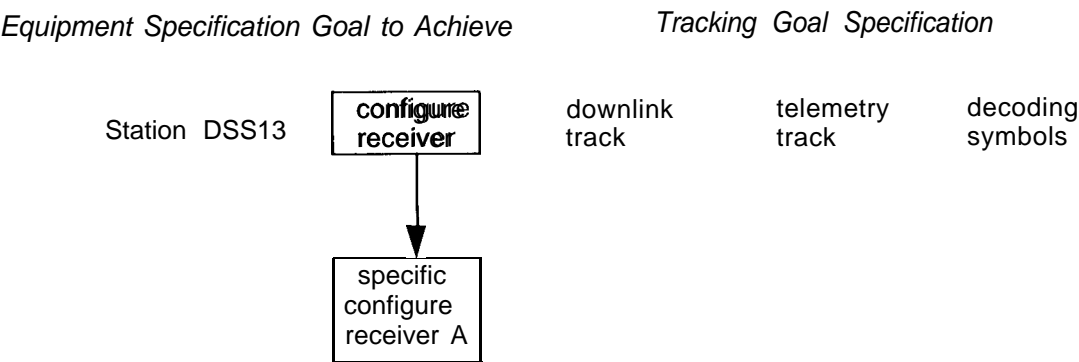 Equipment Specification Goal to Achieve
Tracking Goal Specification
Station DSS13
configure
receiver
downlink
track
telemetry
track
decoding
symbols
specific
configure
receiver A